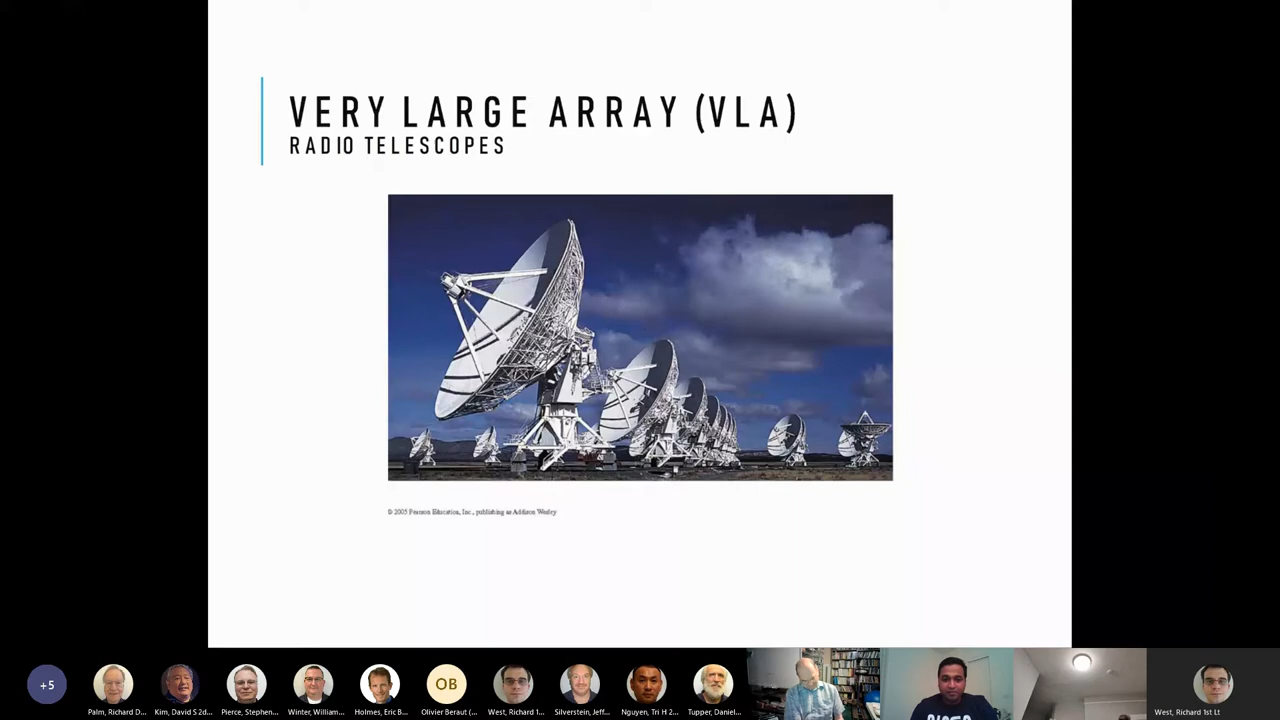 VERY LARGE ARRAY (VLA)
RADIO TELESCOPES
© 2005 Pearson Education, Inc., publishing as Addison Wesley
+5
Palm, Richard D...
Kim, David S 2d...
Pierce, Stephen...
Winter, William...
Holmes, Eric B...
OB
Olivier Beraut (...
West, Richard 1...
Silverstein, Jeff...
Nguyen, Tri H 2...
Tupper, Daniel...
West, Richard 1st Lt